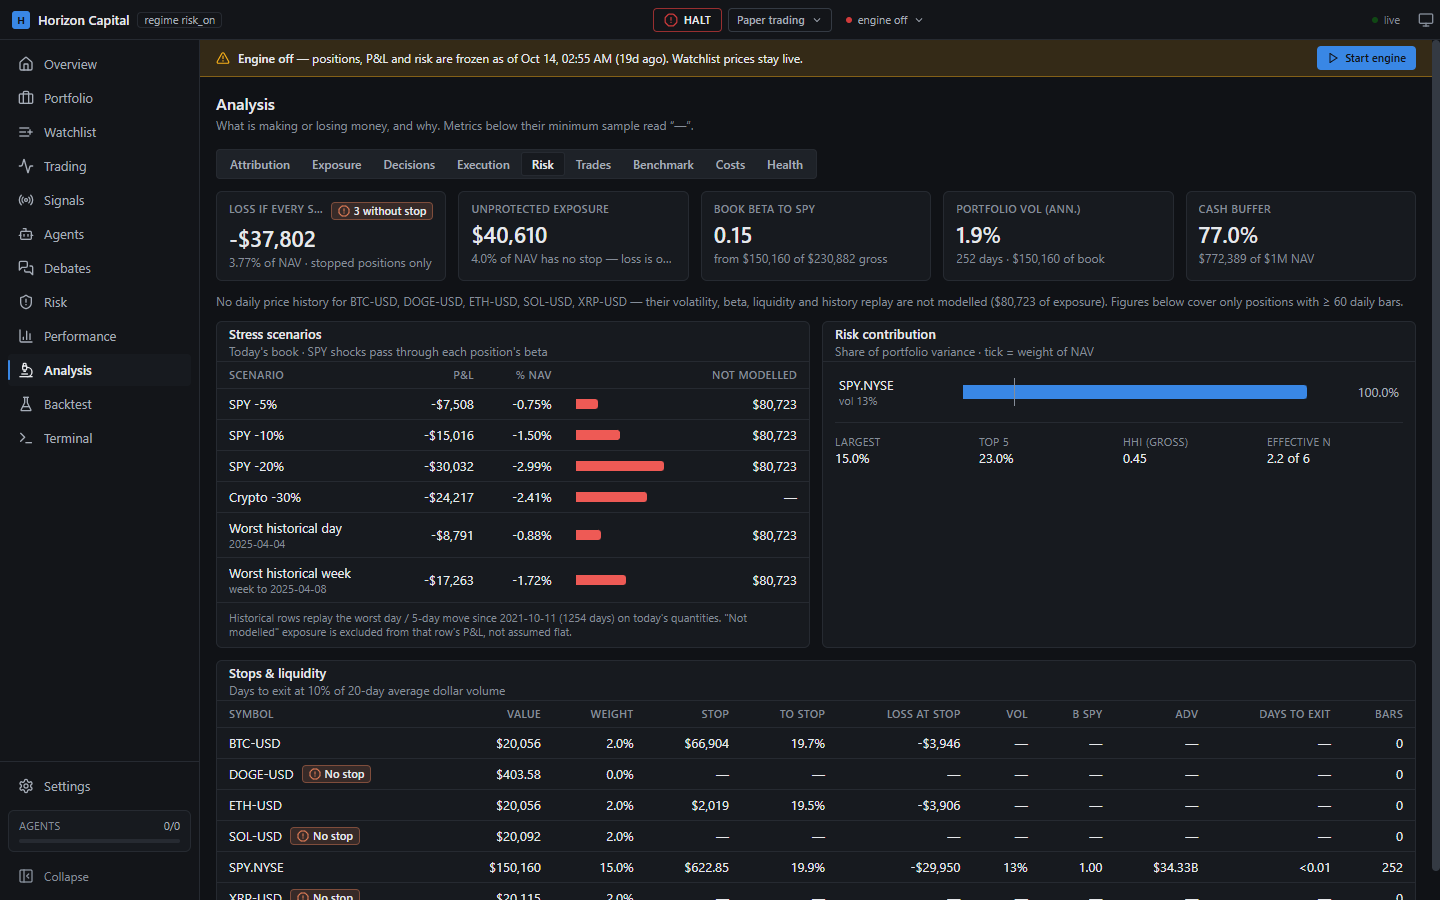 H Horizon Capital regime risk_on HALT Paper trading engine off live
Engine off — positions, P&L and risk are frozen as of Oct 14, 02:55 AM (19d ago). Watchlist prices stay live. Start engine
Overview
Portfolio
Watchlist
Trading
Signals
Agents
Debates
Risk
Performance
Analysis
Backtest
Terminal
Settings
AGENTS 0/0
Collapse
Analysis
What is making or losing money, and why. Metrics below their minimum sample read “—”.
Attribution Exposure Decisions Execution Risk Trades Benchmark Costs Health
LOSS IF EVERY S... 3 without stop
-$37,802
3.77% of NAV · stopped positions only
UNPROTECTED EXPOSURE
$40,610
4.0% of NAV has no stop — loss is o...
BOOK BETA TO SPY
0.15
from $150,160 of $230,882 gross
PORTFOLIO VOL (ANN.)
1.9%
252 days · $150,160 of book
CASH BUFFER
77.0%
$772,389 of $1M NAV
No daily price history for BTC-USD, DOGE-USD, ETH-USD, SOL-USD, XRP-USD — their volatility, beta, liquidity and history replay are not modelled ($80,723 of exposure). Figures below cover only positions with ≥ 60 daily bars.
Stress scenarios
Today's book · SPY shocks pass through each position's beta
SCENARIO P&L % NAV NOT MODELLED
SPY -5% -$7,508 -0.75% $80,723
SPY -10% -$15,016 -1.50% $80,723
SPY -20% -$30,032 -2.99% $80,723
Crypto -30% -$24,217 -2.41% —
Worst historical day -$8,791 -0.88% $80,723
2025-04-04
Worst historical week -$17,263 -1.72% $80,723
week to 2025-04-08
Historical rows replay the worst day / 5-day move since 2021-10-11 (1254 days) on today's quantities. "Not
modelled" exposure is excluded from that row's P&L, not assumed flat.
Risk contribution
Share of portfolio variance · tick = weight of NAV
SPY.NYSE 100.0%
vol 13%
LARGEST TOP 5 HHI (GROSS) EFFECTIVE N
15.0% 23.0% 0.45 2.2 of 6
Stops & liquidity
Days to exit at 10% of 20-day average dollar volume
SYMBOL VALUE WEIGHT STOP TO STOP LOSS AT STOP VOL Β SPY ADV DAYS TO EXIT BARS
BTC-USD $20,056 2.0% $66,904 19.7% -$3,946 — — — — 0
DOGE-USD No stop $403.58 0.0% — — — — — — — 0
ETH-USD $20,056 2.0% $2,019 19.5% -$3,906 — — — — 0
SOL-USD No stop $20,092 2.0% — — — — — — — 0
SPY.NYSE $150,160 15.0% $622.85 19.9% -$29,950 13% 1.00 $34.33B <0.01 252
XRP-USD No stop $20,115 2.0% — — — — — — — 0